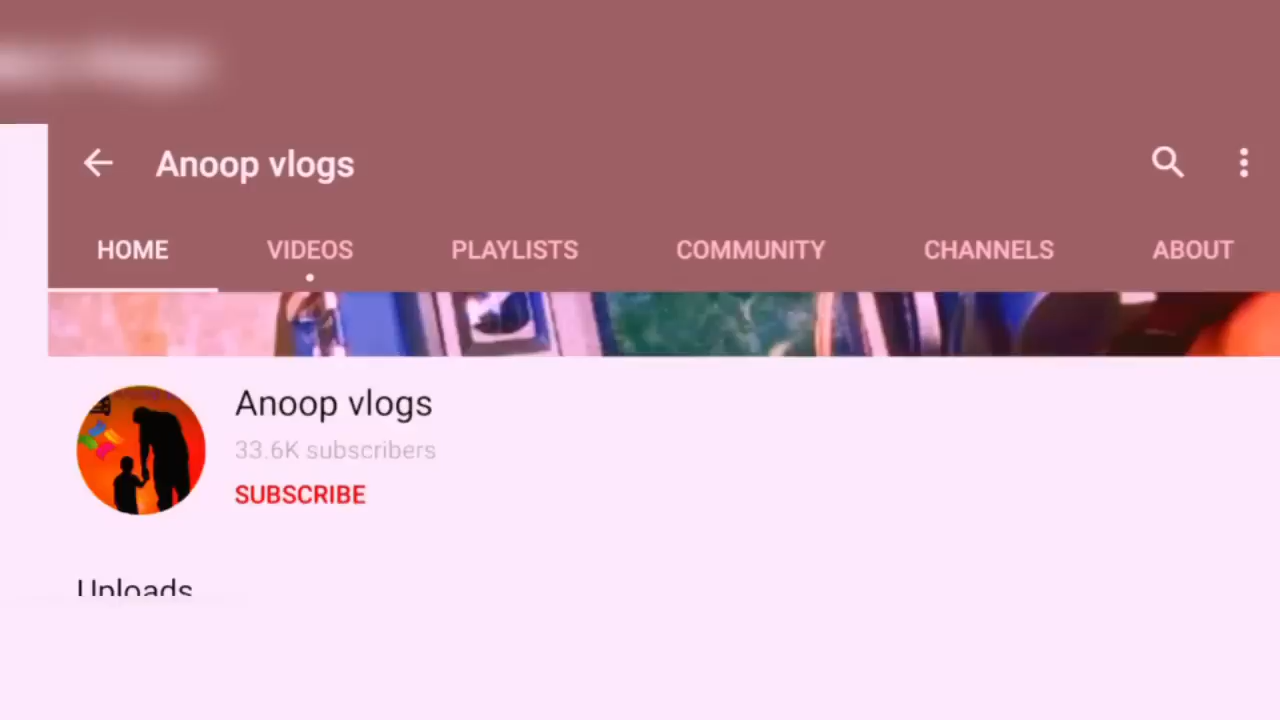 Anoop vlogs
HOME VIDEOS PLAYLISTS COMMUNITY CHANNELS ABOUT
Anoop vlogs
33.6K subscribers
SUBSCRIBE
Uploads